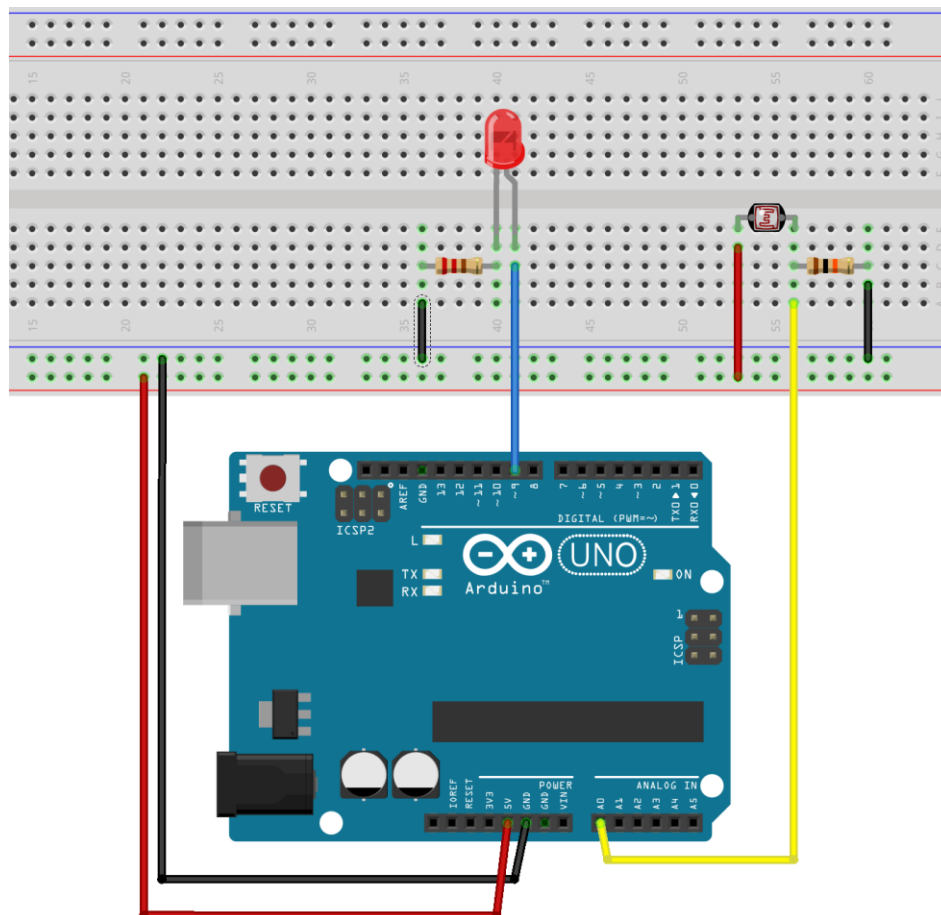 15 20 25 30 35 40 45 50 55 60
15 20 25 30 35 40 45 50 55 60
RESET
ICSP2
AREF
GND
13
12
~11
~10
~9
8
7
~6
~5
4
~3
2
TXO▶1
RXO◀0
DIGITAL (PWM=~)
L
TX
RX
UNO
Arduino™
ON
1
ICSP
POWER
ANALOG IN
IOREF
RESET
3V3
5V
GND
GND
VIN
A0
A1
A2
A3
A4
A5